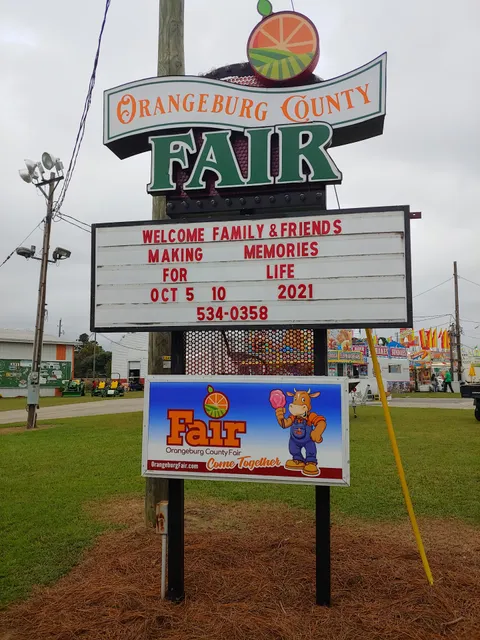 ORANGEBURG COUNTY
FAIR
WELCOME FAMILY & FRIENDS
MAKING MEMORIES
FOR LIFE
OCT 5 10 2021
534-0358
Fair
Orangeburg County Fair
OrangeburgFair.com
Come Together